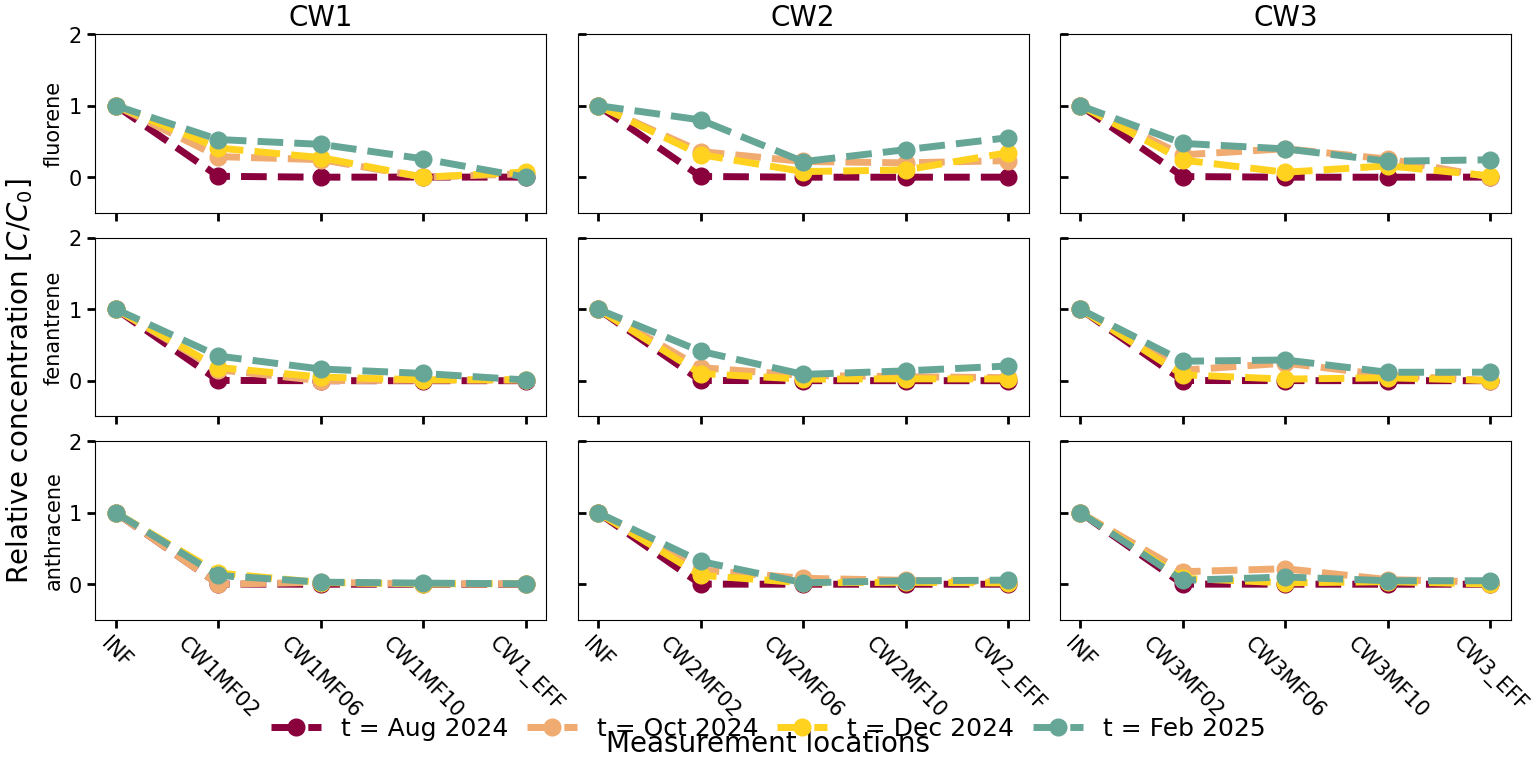 CW1 CW2 CW3
Relative concentration [C/C0]
fluorene
2
1
0
fenantrene
2
1
0
anthracene
2
1
0
INF CW1MF02 CW1MF06 CW1MF10 CW1_EFF
INF CW2MF02 CW2MF06 CW2MF10 CW2_EFF
INF CW3MF02 CW3MF06 CW3MF10 CW3_EFF
t = Aug 2024 t = Oct 2024 t = Dec 2024 t = Feb 2025
Measurement locations